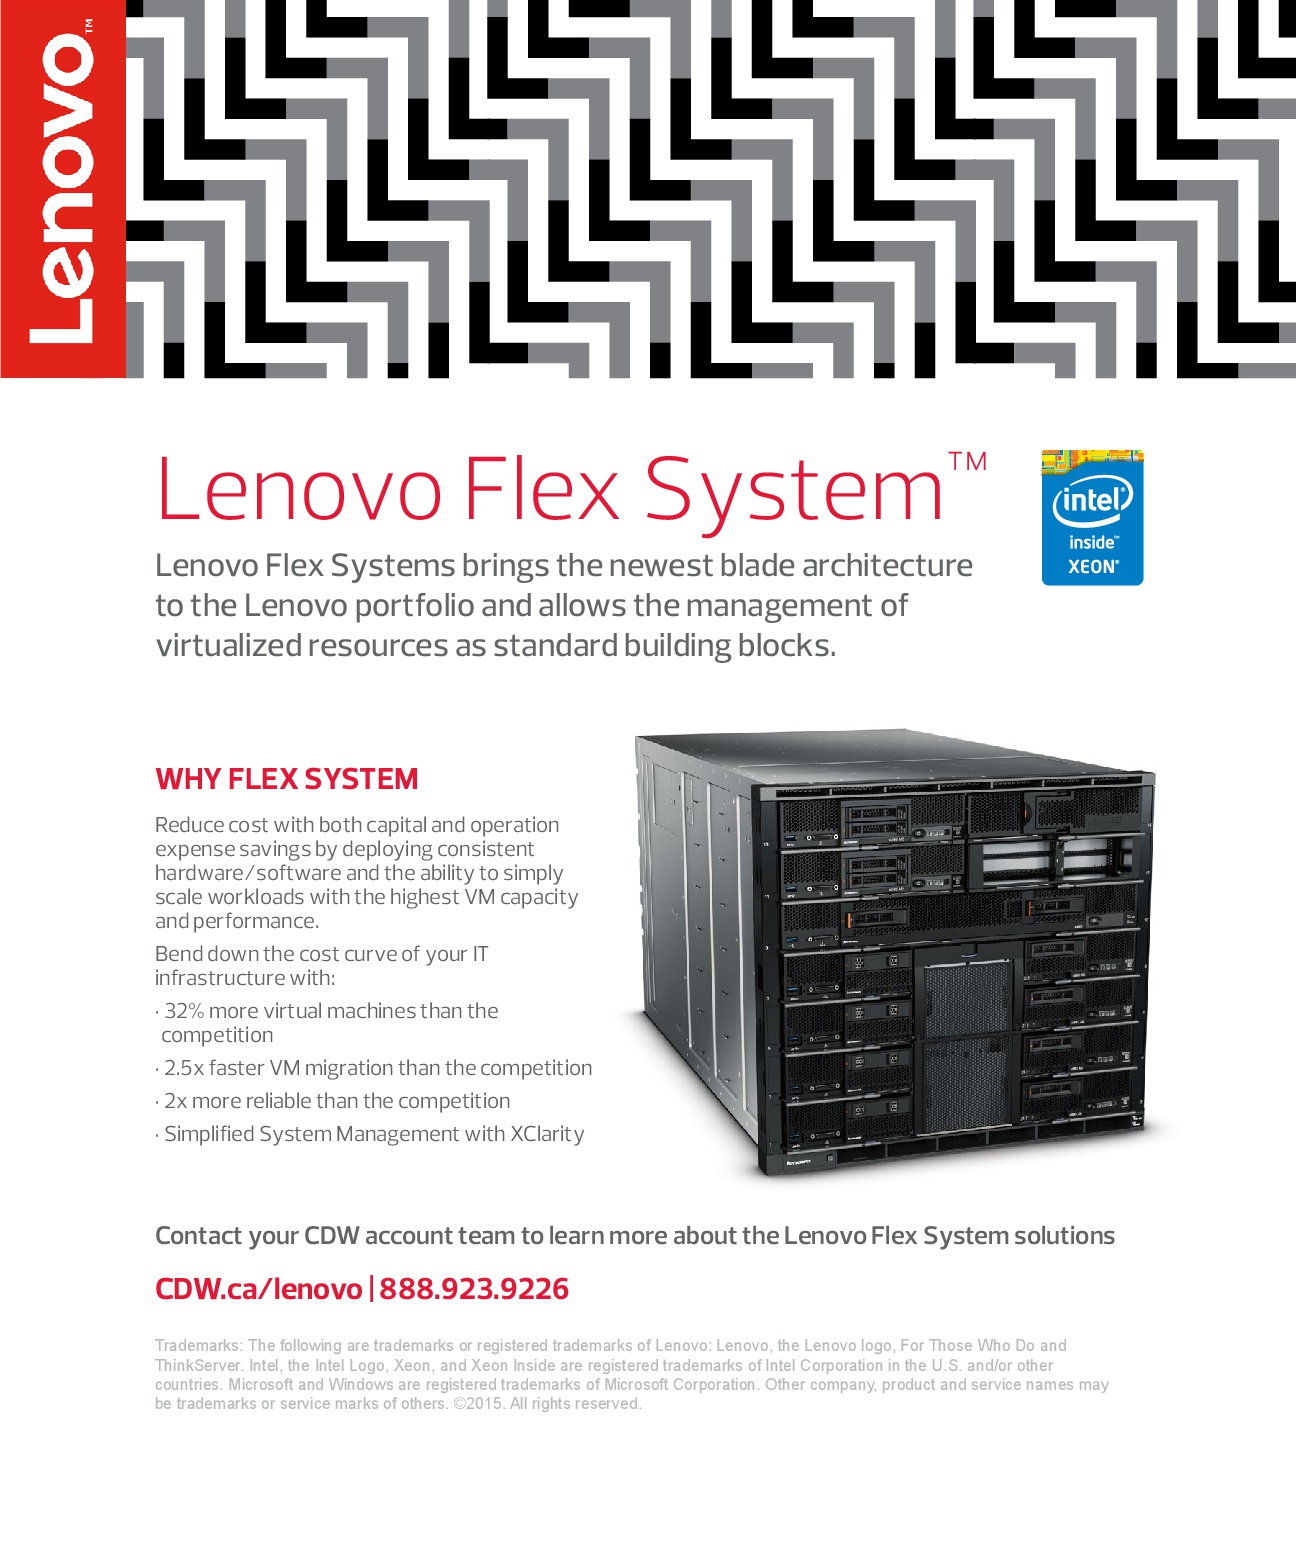 Lenovo™
Lenovo Flex System™
intel®
inside™
XEON®
Lenovo Flex Systems brings the newest blade architecture
to the Lenovo portfolio and allows the management of
virtualized resources as standard building blocks.
WHY FLEX SYSTEM
Reduce cost with both capital and operation
expense savings by deploying consistent
hardware/software and the ability to simply
scale workloads with the highest VM capacity
and performance.
Bend down the cost curve of your IT
infrastructure with:
· 32% more virtual machines than the
competition
· 2.5x faster VM migration than the competition
· 2x more reliable than the competition
· Simplified System Management with XClarity
Contact your CDW account team to learn more about the Lenovo Flex System solutions
CDW.ca/lenovo | 888.923.9226
Trademarks: The following are trademarks or registered trademarks of Lenovo: Lenovo, the Lenovo logo, For Those Who Do and
ThinkServer. Intel, the Intel Logo, Xeon, and Xeon Inside are registered trademarks of Intel Corporation in the U.S. and/or other
countries. Microsoft and Windows are registered trademarks of Microsoft Corporation. Other company, product and service names may
be trademarks or service marks of others. ©2015. All rights reserved.